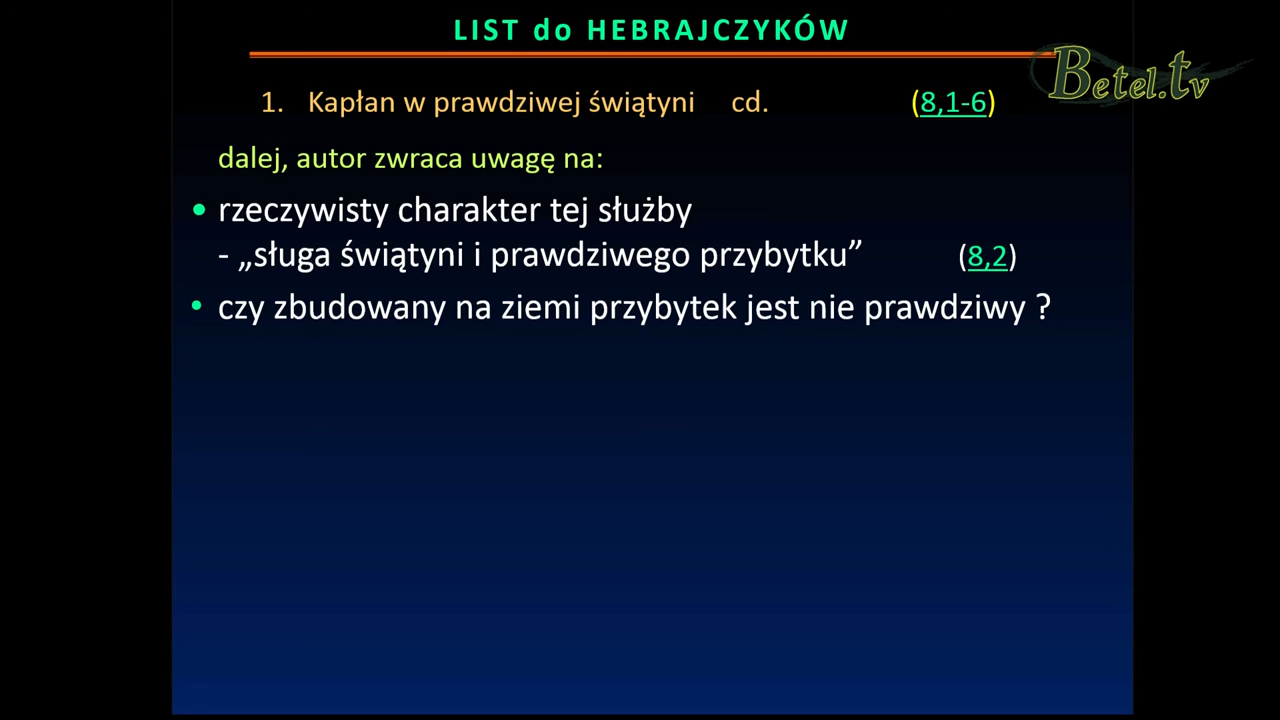 LIST do HEBRAJCZYKÓW
Betel.tv
1. Kapłan w prawdziwej świątyni cd. (8,1-6)
dalej, autor zwraca uwagę na:
• rzeczywisty charakter tej służby
- „sługa świątyni i prawdziwego przybytku” (8,2)
• czy zbudowany na ziemi przybytek jest nie prawdziwy ?